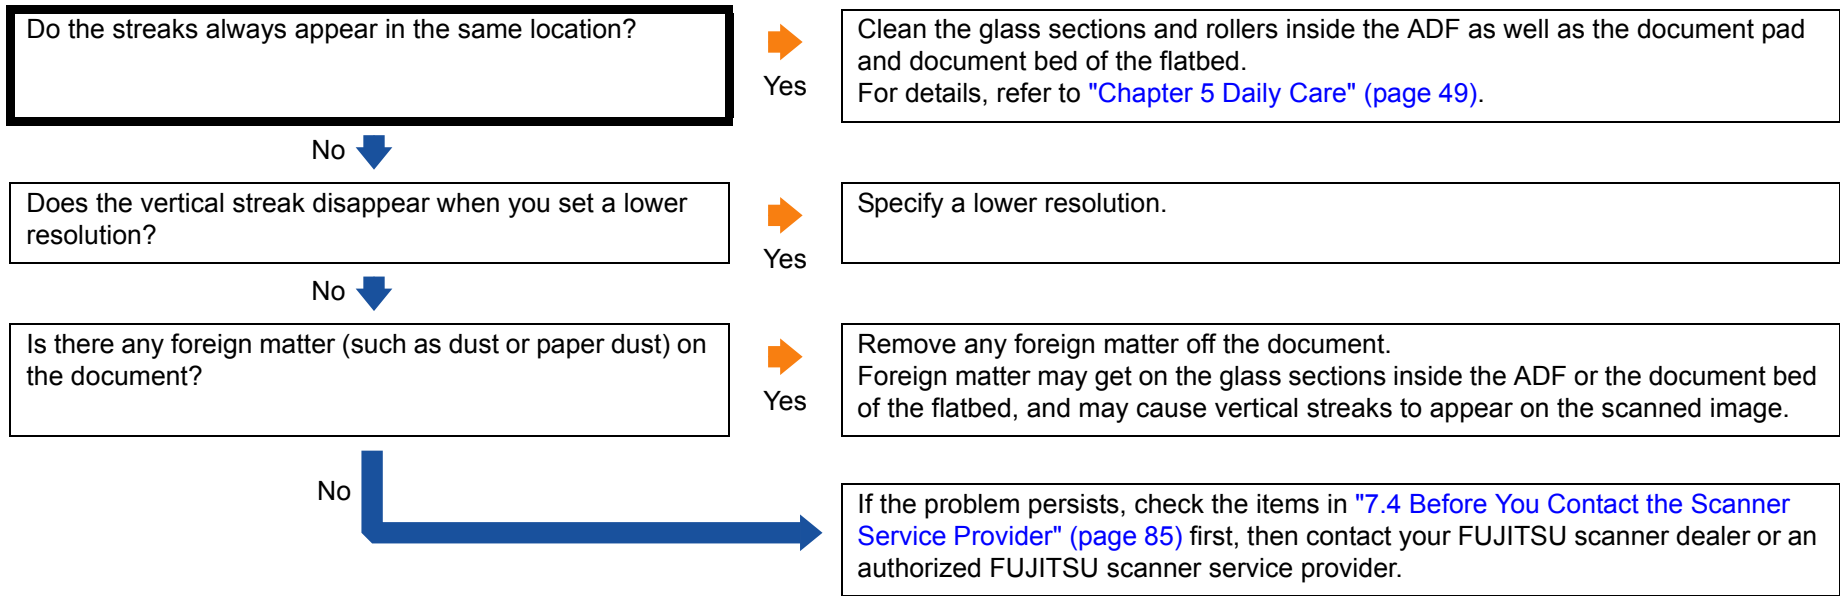 Do the streaks always appear in the same location?
Yes
Clean the glass sections and rollers inside the ADF as well as the document pad
and document bed of the flatbed.
For details, refer to "Chapter 5 Daily Care" (page 49).
No
Does the vertical streak disappear when you set a lower
resolution?
Yes
Specify a lower resolution.
No
Is there any foreign matter (such as dust or paper dust) on
the document?
Yes
Remove any foreign matter off the document.
Foreign matter may get on the glass sections inside the ADF or the document bed
of the flatbed, and may cause vertical streaks to appear on the scanned image.
No
If the problem persists, check the items in "7.4 Before You Contact the Scanner
Service Provider" (page 85) first, then contact your FUJITSU scanner dealer or an
authorized FUJITSU scanner service provider.